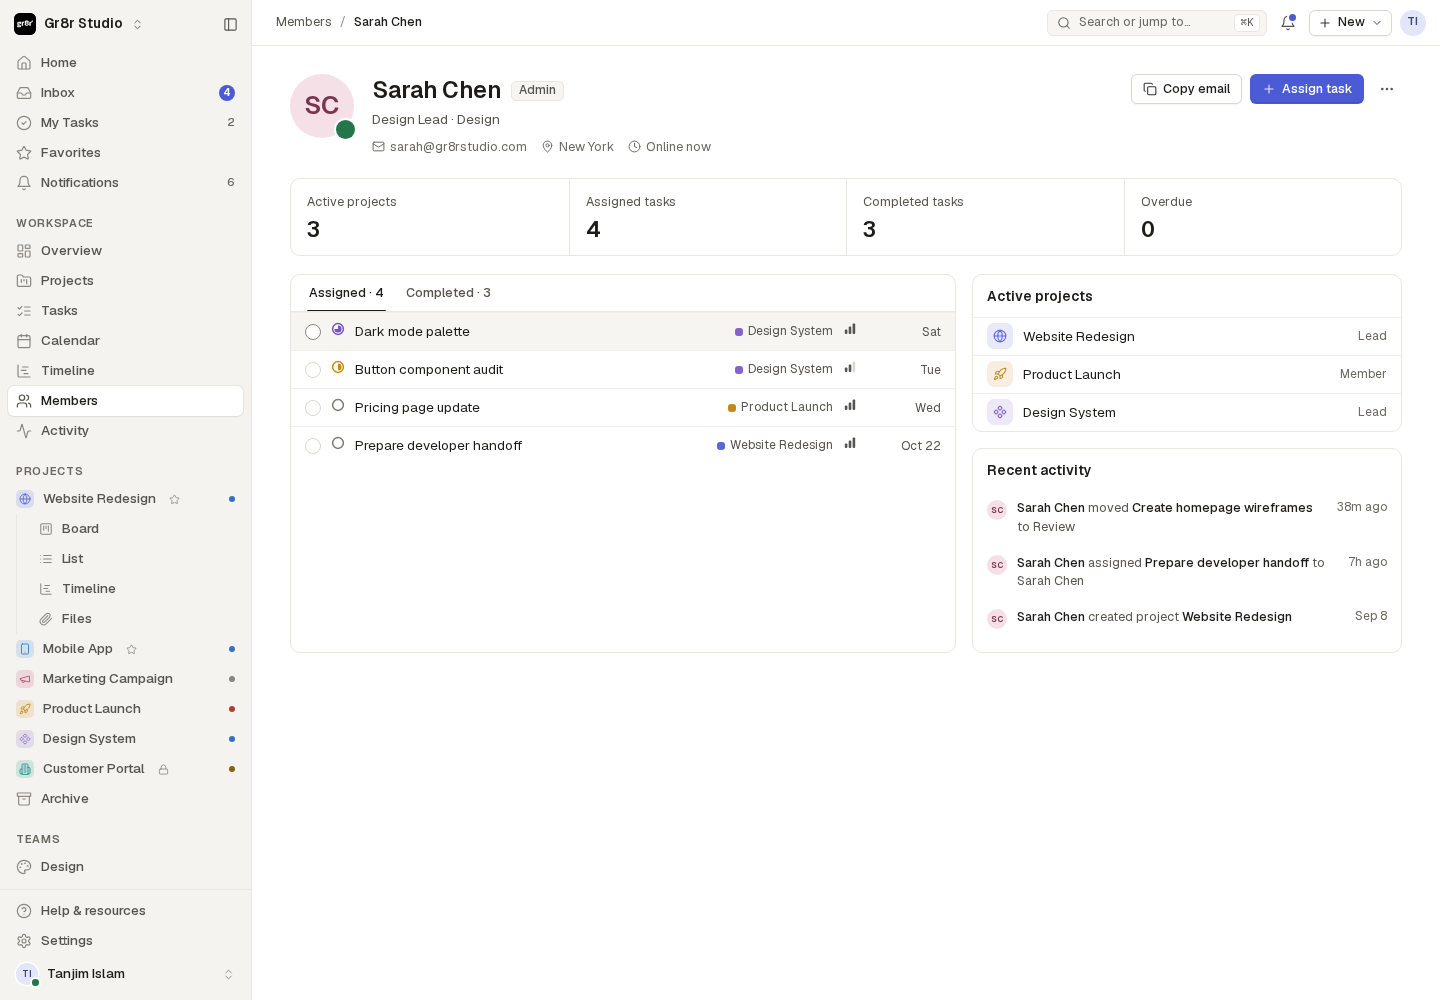 gr8r
Gr8r Studio
Members / Sarah Chen
Search or jump to...
⌘K
New
TI
Home
Inbox
4
My Tasks
2
Favorites
Notifications
6
WORKSPACE
Overview
Projects
Tasks
Calendar
Timeline
Members
Activity
PROJECTS
Website Redesign
Board
List
Timeline
Files
Mobile App
Marketing Campaign
Product Launch
Design System
Customer Portal
Archive
TEAMS
Design
Help & resources
Settings
TI
Tanjim Islam
SC
Sarah Chen
Admin
Design Lead · Design
sarah@gr8rstudio.com
New York
Online now
Copy email
Assign task
Active projects
3
Assigned tasks
4
Completed tasks
3
Overdue
0
Assigned · 4
Completed · 3
Dark mode palette
Design System
Sat
Button component audit
Design System
Tue
Pricing page update
Product Launch
Wed
Prepare developer handoff
Website Redesign
Oct 22
Active projects
Website Redesign
Lead
Product Launch
Member
Design System
Lead
Recent activity
SC
Sarah Chen moved Create homepage wireframes
to Review
38m ago
SC
Sarah Chen assigned Prepare developer handoff to
Sarah Chen
7h ago
SC
Sarah Chen created project Website Redesign
Sep 8